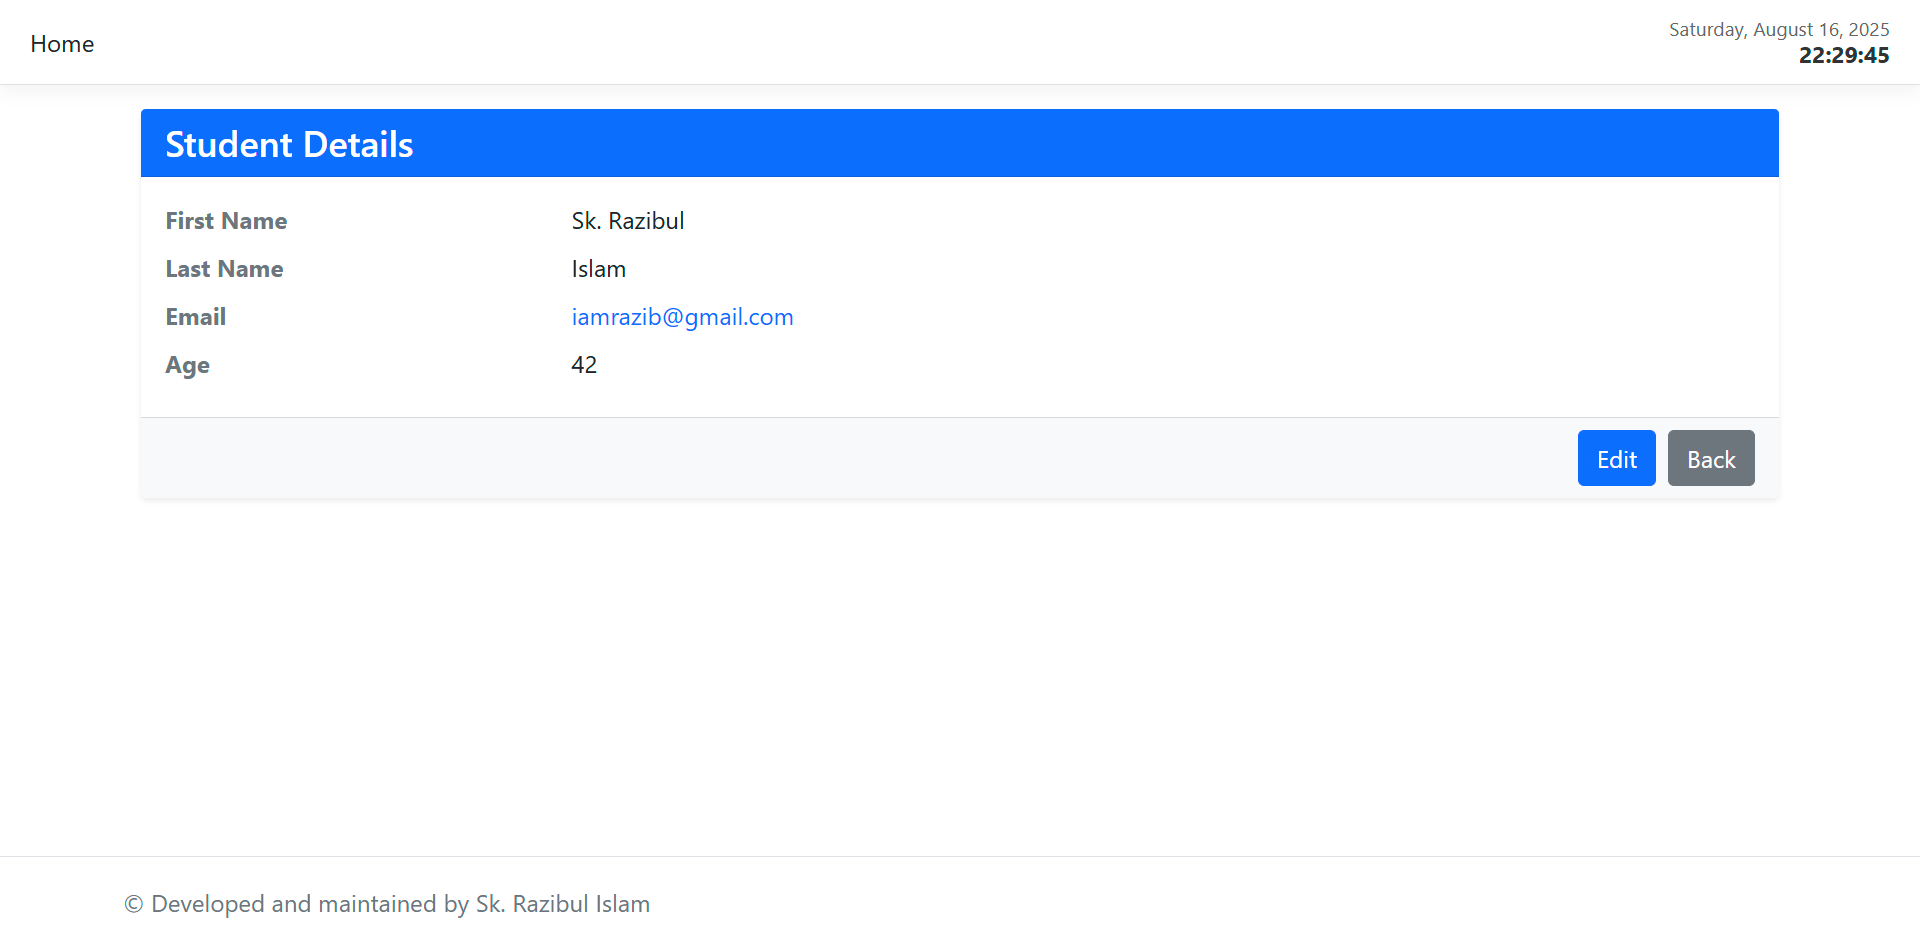 Home
Saturday, August 16, 2025
22:29:45
Student Details
First Name Sk. Razibul
Last Name Islam
Email iamrazib@gmail.com
Age 42
Edit Back
© Developed and maintained by Sk. Razibul Islam